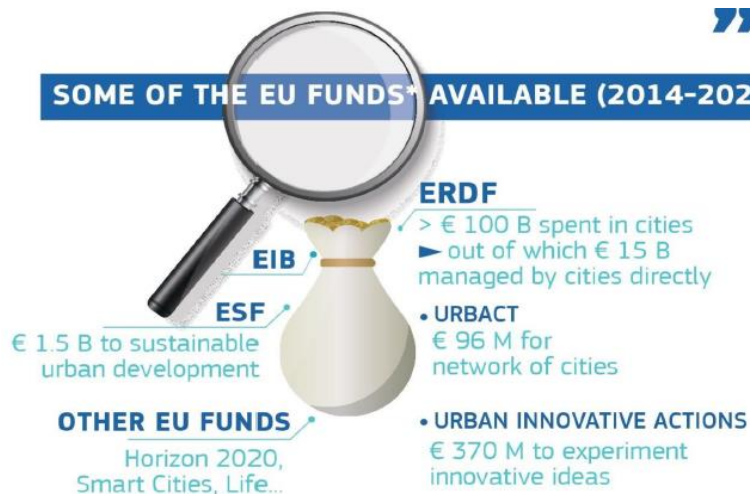 ”
SOME OF THE EU FUNDS* AVAILABLE (2014-202
ERDF
> € 100 B spent in cities
► out of which € 15 B
managed by cities directly
EIB
ESF
€ 1.5 B to sustainable
urban development
• URBACT
€ 96 M for
network of cities
OTHER EU FUNDS
Horizon 2020,
Smart Cities, Life...
• URBAN INNOVATIVE ACTIONS
€ 370 M to experiment
innovative ideas